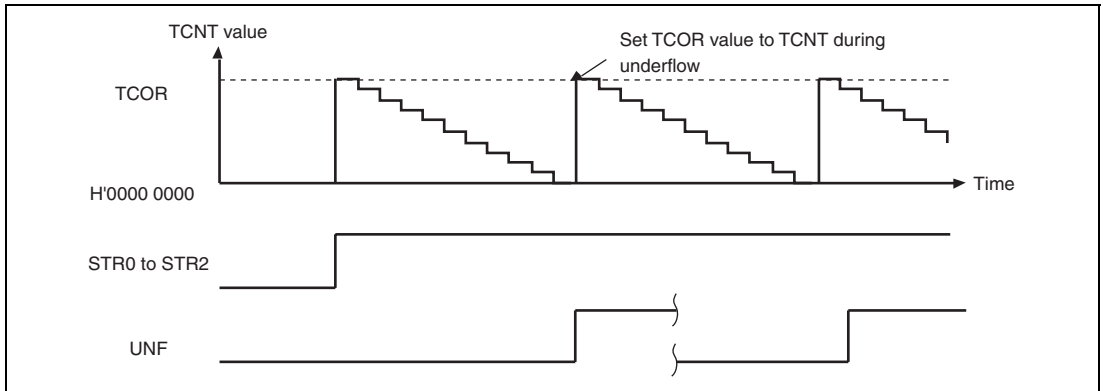 TCNT value
Set TCOR value to TCNT during
underflow
TCOR
H'0000 0000
Time
STR0 to STR2
UNF